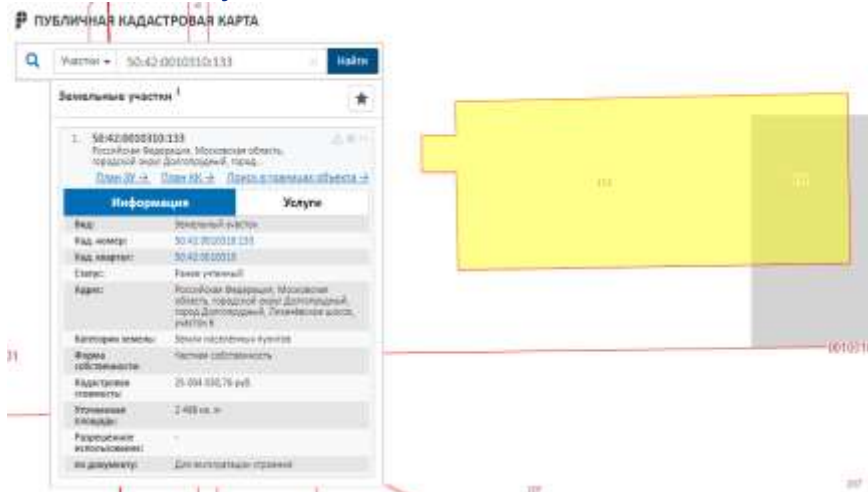 ПУБЛИЧНАЯ КАДАСТРОВАЯ КАРТА
Участки 50:42:0010310:133 Найти
Земельные участки 1
1. 50:42:0010310:133
Российская Федерация, Московская область,
городской округ Долгопрудный, город...
План ЗУ → План КК → Поиск в границах объекта →
Информация Услуги
Вид: Земельный участок
Кад. номер: 50:42:0010310:133
Кад. квартал: 50:42:0010310
Статус: Ранее учтенный
Адрес: Российская Федерация, Московская
область, городской округ Долгопрудный,
город Долгопрудный, Лихачёвское шоссе,
участок 6
Категория земель: Земли населённых пунктов
Форма собственности: Частная собственность
Кадастровая стоимость: руб.
Уточненная площадь: кв. м
Разрешенное использование: -
по документу: Для эксплуатации строения